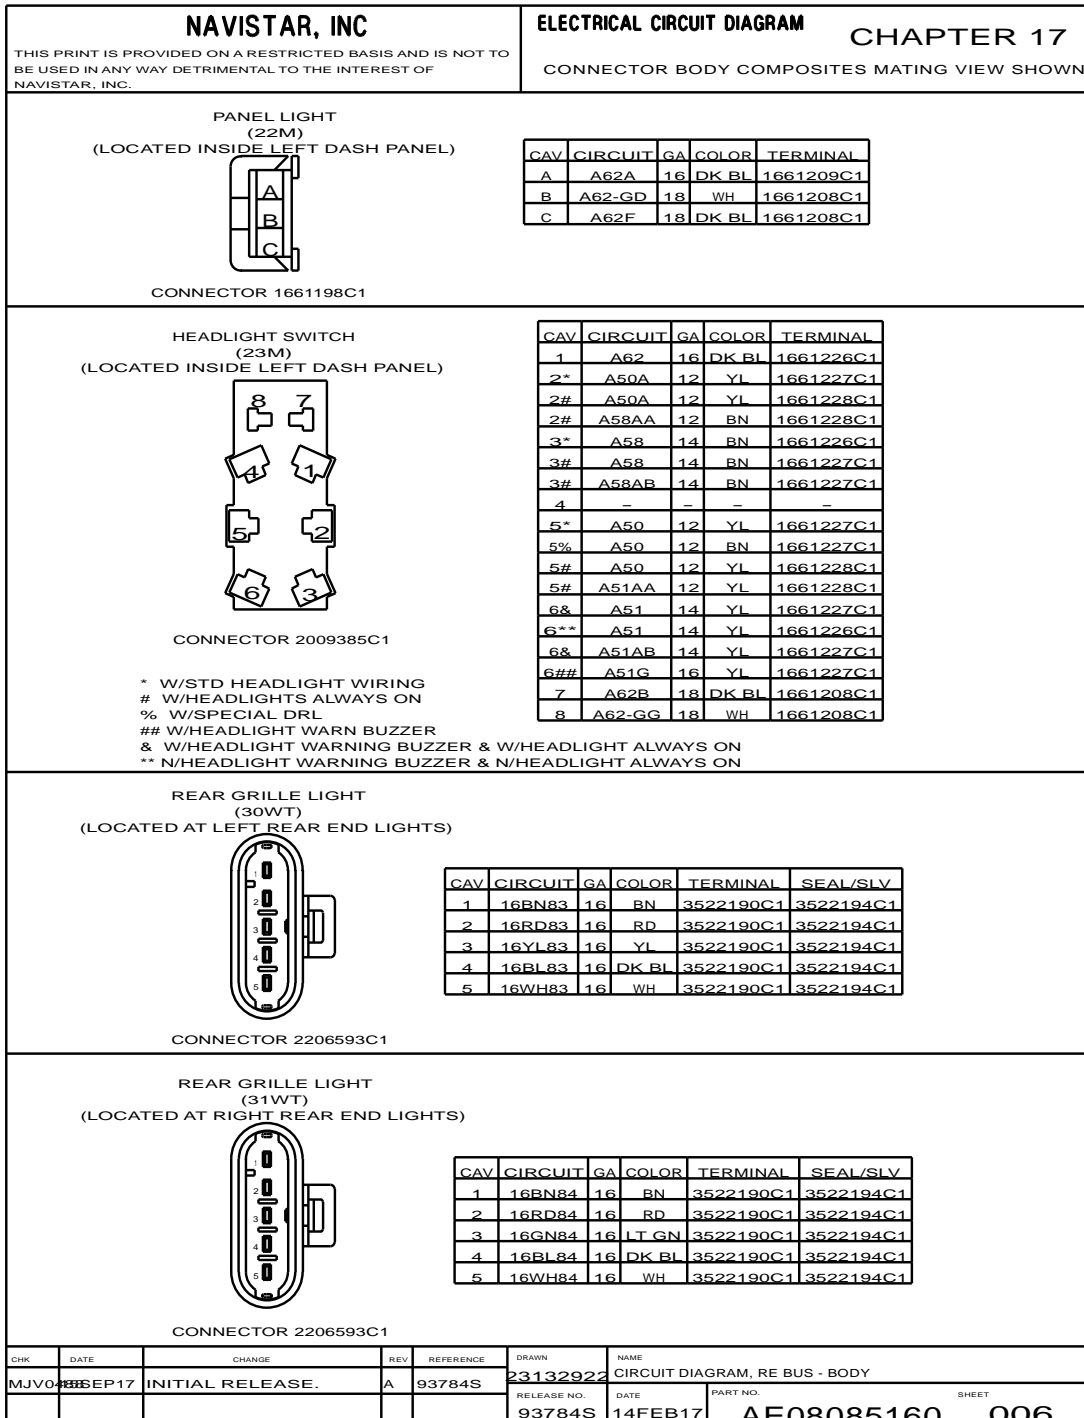 NAVISTAR, INC
THIS PRINT IS PROVIDED ON A RESTRICTED BASIS AND IS NOT TO
BE USED IN ANY WAY DETRIMENTAL TO THE INTEREST OF
NAVISTAR, INC.
ELECTRICAL CIRCUIT DIAGRAM
CHAPTER 17
CONNECTOR BODY COMPOSITES MATING VIEW SHOWN
PANEL LIGHT
(22M)
(LOCATED INSIDE LEFT DASH PANEL)
A
B
C
CONNECTOR 1661198C1
CAV CIRCUIT GA COLOR TERMINAL
A A62A 16 DK BL 1661209C1
B A62-GD 18 WH 1661208C1
C A62F 18 DK BL 1661208C1
HEADLIGHT SWITCH
(23M)
(LOCATED INSIDE LEFT DASH PANEL)
8 7
4 1
5 2
6 3
CONNECTOR 2009385C1
* W/STD HEADLIGHT WIRING
# W/HEADLIGHTS ALWAYS ON
% W/SPECIAL DRL
## W/HEADLIGHT WARN BUZZER
& W/HEADLIGHT WARNING BUZZER & W/HEADLIGHT ALWAYS ON
** N/HEADLIGHT WARNING BUZZER & N/HEADLIGHT ALWAYS ON
CAV CIRCUIT GA COLOR TERMINAL
1 A62 16 DK BL 1661226C1
2* A50A 12 YL 1661227C1
2# A50A 12 YL 1661228C1
2# A58AA 12 BN 1661228C1
3* A58 14 BN 1661226C1
3# A58 14 BN 1661227C1
3# A58AB 14 BN 1661227C1
4 – – – –
5* A50 12 YL 1661227C1
5% A50 12 BN 1661227C1
5# A50 12 YL 1661228C1
5# A51AA 12 YL 1661228C1
6& A51 14 YL 1661227C1
6** A51 14 YL 1661226C1
6& A51AB 14 YL 1661227C1
6## A51G 16 YL 1661227C1
7 A62B 18 DK BL 1661208C1
8 A62-GG 18 WH 1661208C1
REAR GRILLE LIGHT
(30WT)
(LOCATED AT LEFT REAR END LIGHTS)
1
2
3
4
5
CONNECTOR 2206593C1
CAV CIRCUIT GA COLOR TERMINAL SEAL/SLV
1 16BN83 16 BN 3522190C1 3522194C1
2 16RD83 16 RD 3522190C1 3522194C1
3 16YL83 16 YL 3522190C1 3522194C1
4 16BL83 16 DK BL 3522190C1 3522194C1
5 16WH83 16 WH 3522190C1 3522194C1
REAR GRILLE LIGHT
(31WT)
(LOCATED AT RIGHT REAR END LIGHTS)
1
2
3
4
5
CONNECTOR 2206593C1
CAV CIRCUIT GA COLOR TERMINAL SEAL/SLV
1 16BN84 16 BN 3522190C1 3522194C1
2 16RD84 16 RD 3522190C1 3522194C1
3 16GN84 16 LT GN 3522190C1 3522194C1
4 16BL84 16 DK BL 3522190C1 3522194C1
5 16WH84 16 WH 3522190C1 3522194C1
CHK DATE CHANGE REV REFERENCE
INITIAL RELEASE. A 93784S
DRAWN
23132922
NAME
CIRCUIT DIAGRAM, RE BUS - BODY
RELEASE NO.
93784S
DATE
14FEB17
PART NO.
AE08085160
SHEET
006